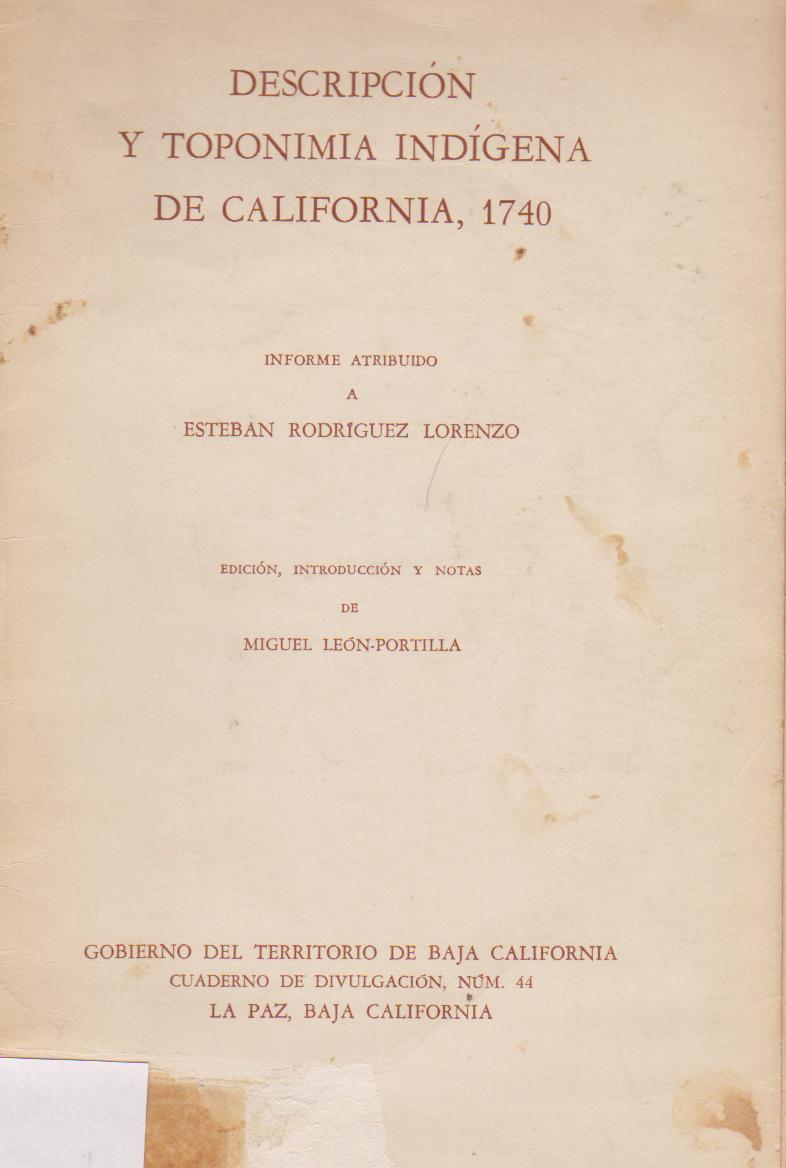 DESCRIPCIÓN
Y TOPONIMIA INDÍGENA
DE CALIFORNIA, 1740
INFORME ATRIBUIDO
A
ESTEBAN RODRÍGUEZ LORENZO
EDICIÓN, INTRODUCCIÓN Y NOTAS
DE
MIGUEL LEÓN-PORTILLA
GOBIERNO DEL TERRITORIO DE BAJA CALIFORNIA
CUADERNO DE DIVULGACIÓN, NÚM. 44
LA PAZ, BAJA CALIFORNIA